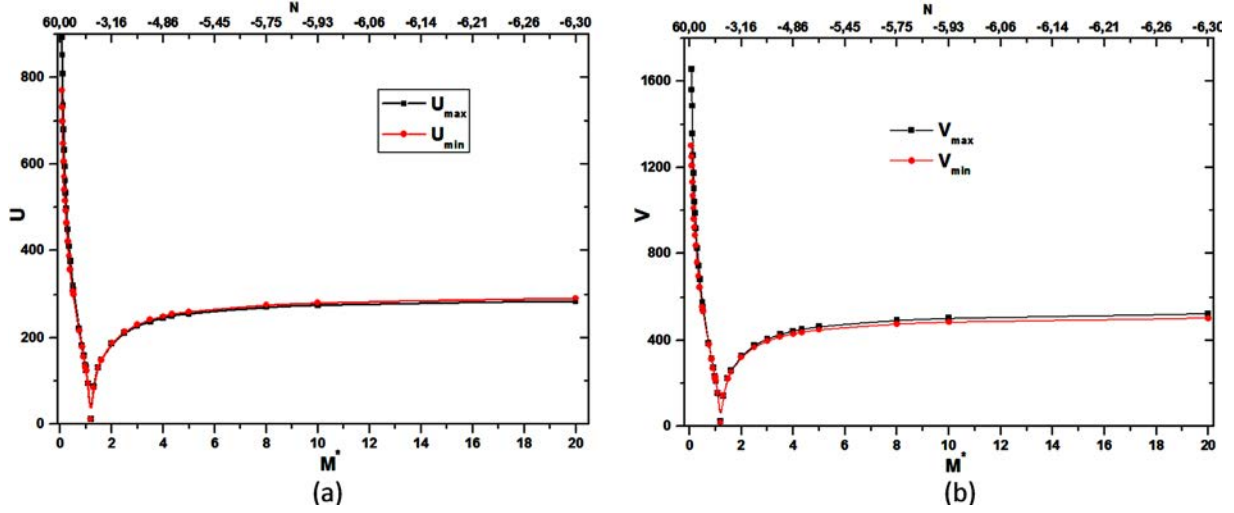 N
60,00 -3,16 -4,86 -5,45 -5,75 -5,93 -6,06 -6,14 -6,21 -6,26 -6,30
800
600
400
200
0
U
Umax
Umin
0 2 4 6 8 10 12 14 16 18 20
M*
(a)
N
60,00 -3,16 -4,86 -5,45 -5,75 -5,93 -6,06 -6,14 -6,21 -6,26 -6,30
1600
1200
800
400
0
V
Vmax
Vmin
0 2 4 6 8 10 12 14 16 18 20
M*
(b)